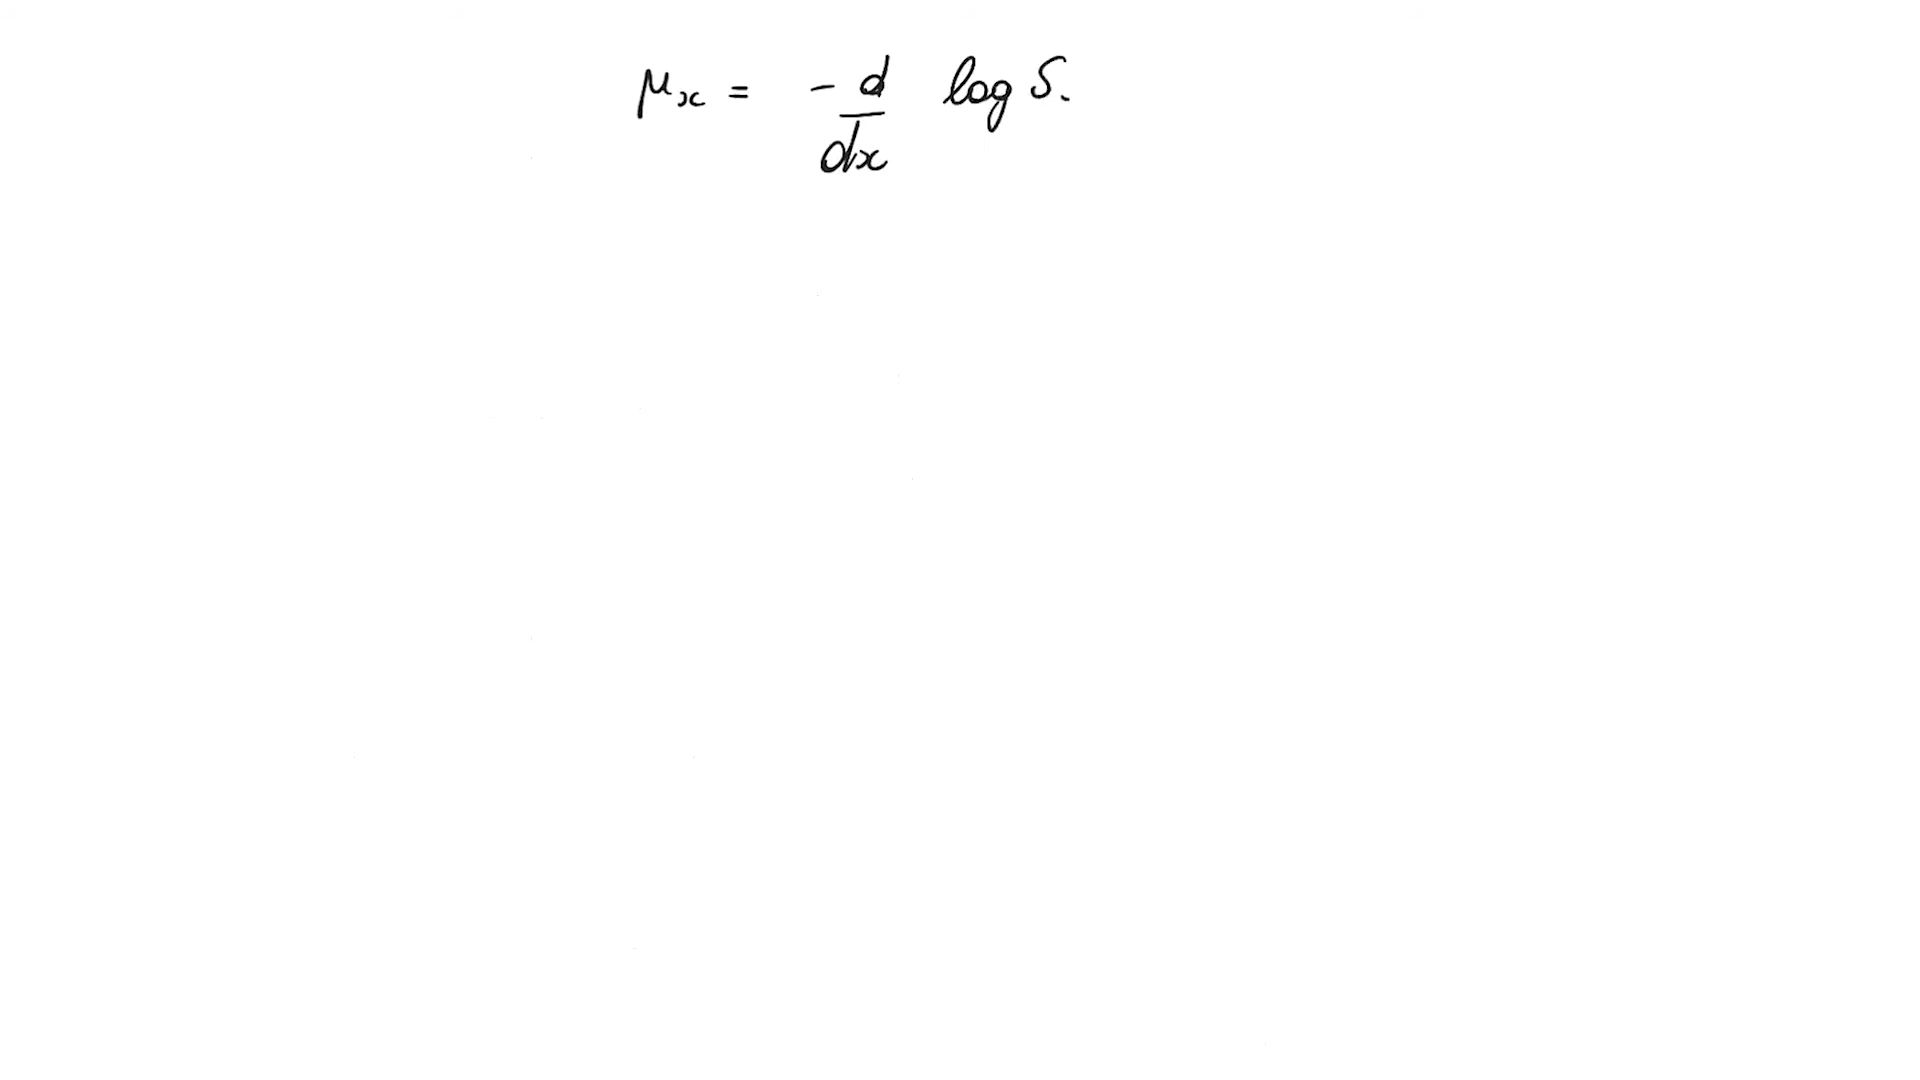 μₓ = -d/dx log S.